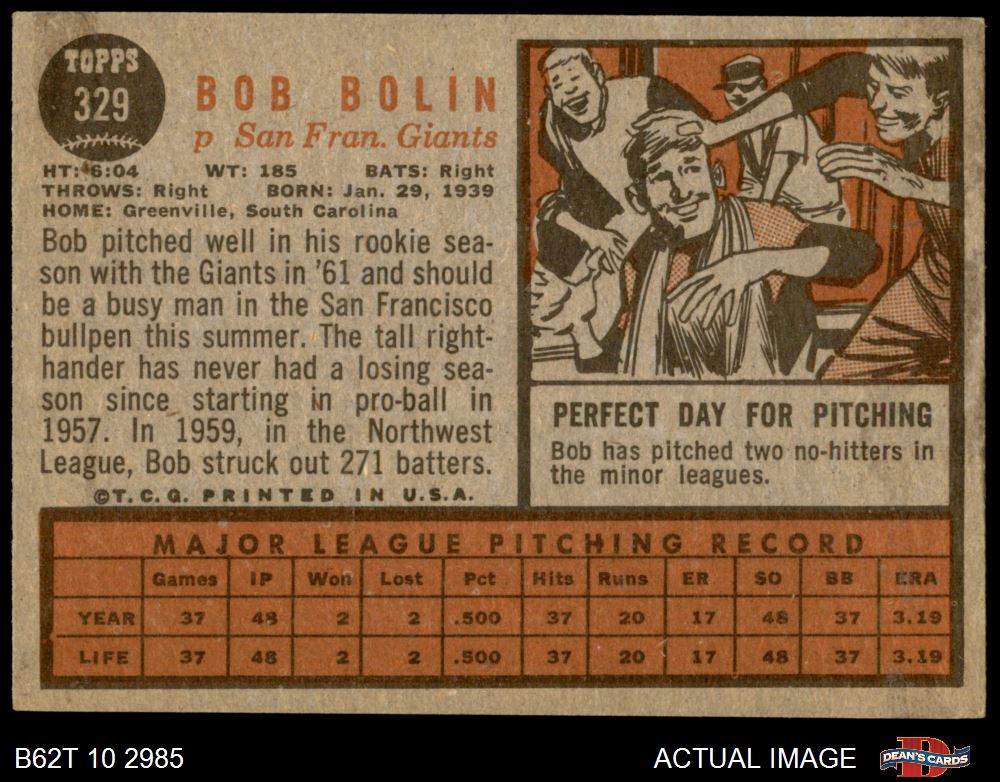 TOPPS
329
BOB BOLIN
p San Fran. Giants
HT: 6:04 WT: 185 BATS: Right
THROWS: Right BORN: Jan. 29, 1939
HOME: Greenville, South Carolina
Bob pitched well in his rookie sea-
son with the Giants in '61 and should
be a busy man in the San Francisco
bullpen this summer. The tall right-
hander has never had a losing sea-
son since starting in pro-ball in
1957. In 1959, in the Northwest
League, Bob struck out 271 batters.
©T.C.G. PRINTED IN U.S.A.
PERFECT DAY FOR PITCHING
Bob has pitched two no-hitters in
the minor leagues.
MAJOR LEAGUE PITCHING RECORD
Games IP Won Lost Pct Hits Runs ER SO BB ERA
YEAR 37 48 2 2 .500 37 20 17 48 37 3.19
LIFE 37 48 2 2 .500 37 20 17 48 37 3.19
B62T 10 2985 ACTUAL IMAGE DEAN'S CARDS